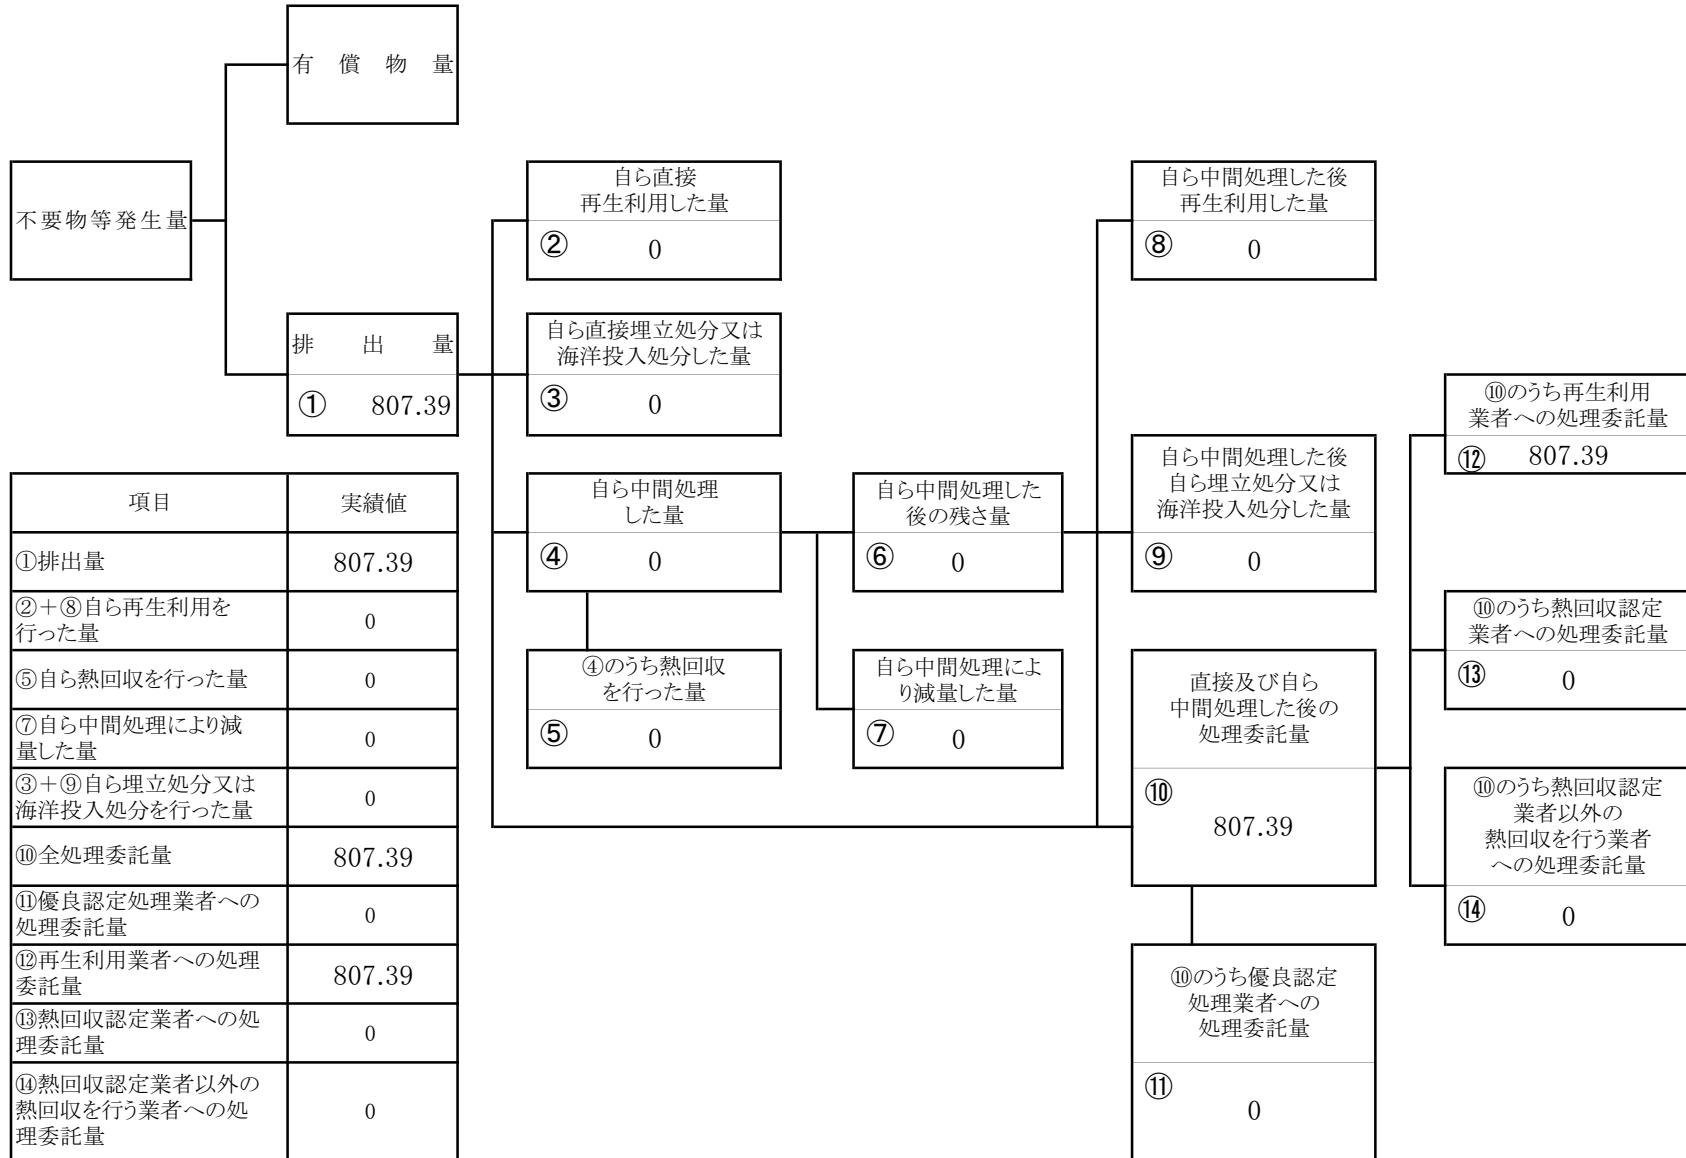 有償物量
不要物等発生量
排出量
① 807.39
自ら直接
再生利用した量
② 0
自ら直接埋立処分又は
海洋投入処分した量
③ 0
自ら中間処理
した量
④ 0
④のうち熱回収
を行った量
⑤ 0
自ら中間処理した
後の残さ量
⑥ 0
自ら中間処理によ
り減量した量
⑦ 0
自ら中間処理した後
再生利用した量
⑧ 0
自ら中間処理した後
自ら埋立処分又は
海洋投入処分した量
⑨ 0
直接及び自ら
中間処理した後の
処理委託量
⑩
807.39
⑩のうち優良認定
処理業者への
処理委託量
⑪
0
⑩のうち再生利用
業者への処理委託量
⑫ 807.39
⑩のうち熱回収認定
業者への処理委託量
⑬ 0
⑩のうち熱回収認定
業者以外の
熱回収を行う業者
への処理委託量
⑭ 0
項目 実績値
①排出量 807.39
②＋⑧自ら再生利用を
行った量 0
⑤自ら熱回収を行った量 0
⑦自ら中間処理により減
量した量 0
③＋⑨自ら埋立処分又は
海洋投入処分を行った量 0
⑩全処理委託量 807.39
⑪優良認定処理業者への
処理委託量 0
⑫再生利用業者への処理
委託量 807.39
⑬熱回収認定業者への処
理委託量 0
⑭熱回収認定業者以外の
熱回収を行う業者への処
理委託量 0